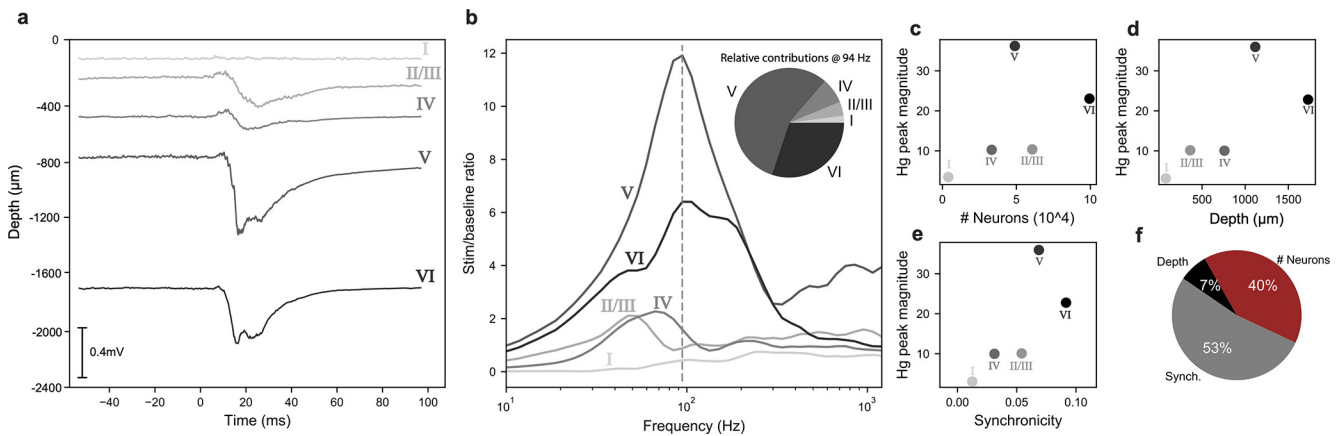 a
0
-400
-800
-1200
-1600
-2000
-2400
Depth (µm)
I
II/III
IV
V
VI
0.4mV
-40
-20
0
20
40
60
80
100
Time (ms)
b
12
10
8
6
4
2
0
Stim/baseline ratio
Relative contributions @ 94 Hz
V
IV
II/III
I
VI
V
VI
II/III
IV
I
10^1
10^2
10^3
Frequency (Hz)
c
30
20
10
Hg peak magnitude
V
VI
IV
II/III
I
0
5
10
# Neurons (10^4)
d
30
20
10
Hg peak magnitude
V
VI
II/III
IV
I
0
500
1000
1500
Depth (µm)
e
30
20
10
Hg peak magnitude
V
VI
IV
II/III
I
0.00
0.05
0.10
Synchronicity
f
Depth
# Neurons
7%
40%
53%
Synch.